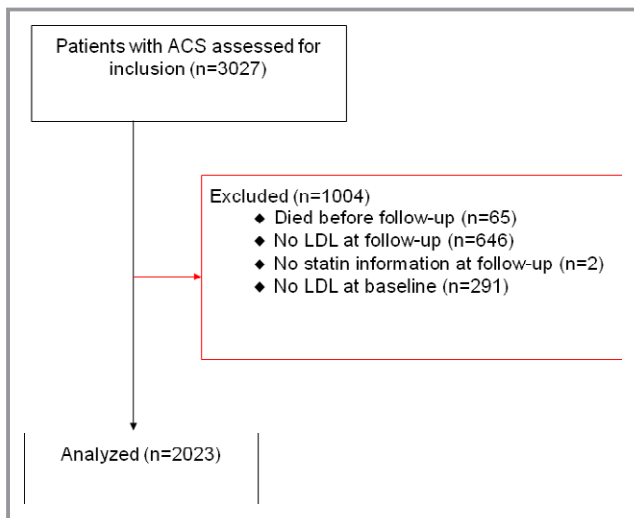 Patients with ACS assessed for
inclusion (n=3027)
Excluded (n=1004)
◆ Died before follow-up (n=65)
◆ No LDL at follow-up (n=646)
◆ No statin information at follow-up (n=2)
◆ No LDL at baseline (n=291)
Analyzed (n=2023)